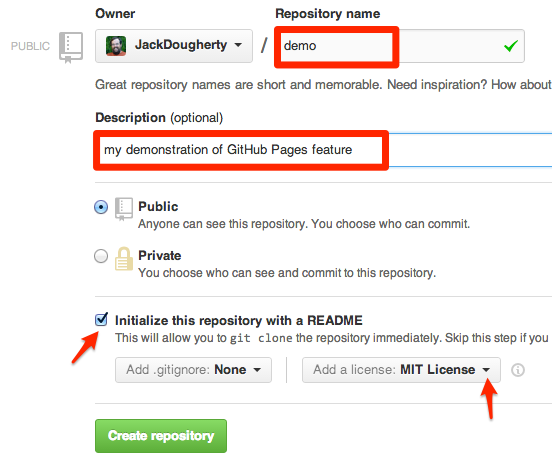 Owner Repository name
PUBLIC JackDougherty / demo
Great repository names are short and memorable. Need inspiration? How about
Description (optional)
my demonstration of GitHub Pages feature
Public
Anyone can see this repository. You choose who can commit.
Private
You choose who can see and commit to this repository.
Initialize this repository with a README
This will allow you to git clone the repository immediately. Skip this step if you
Add .gitignore: None Add a license: MIT License
Create repository